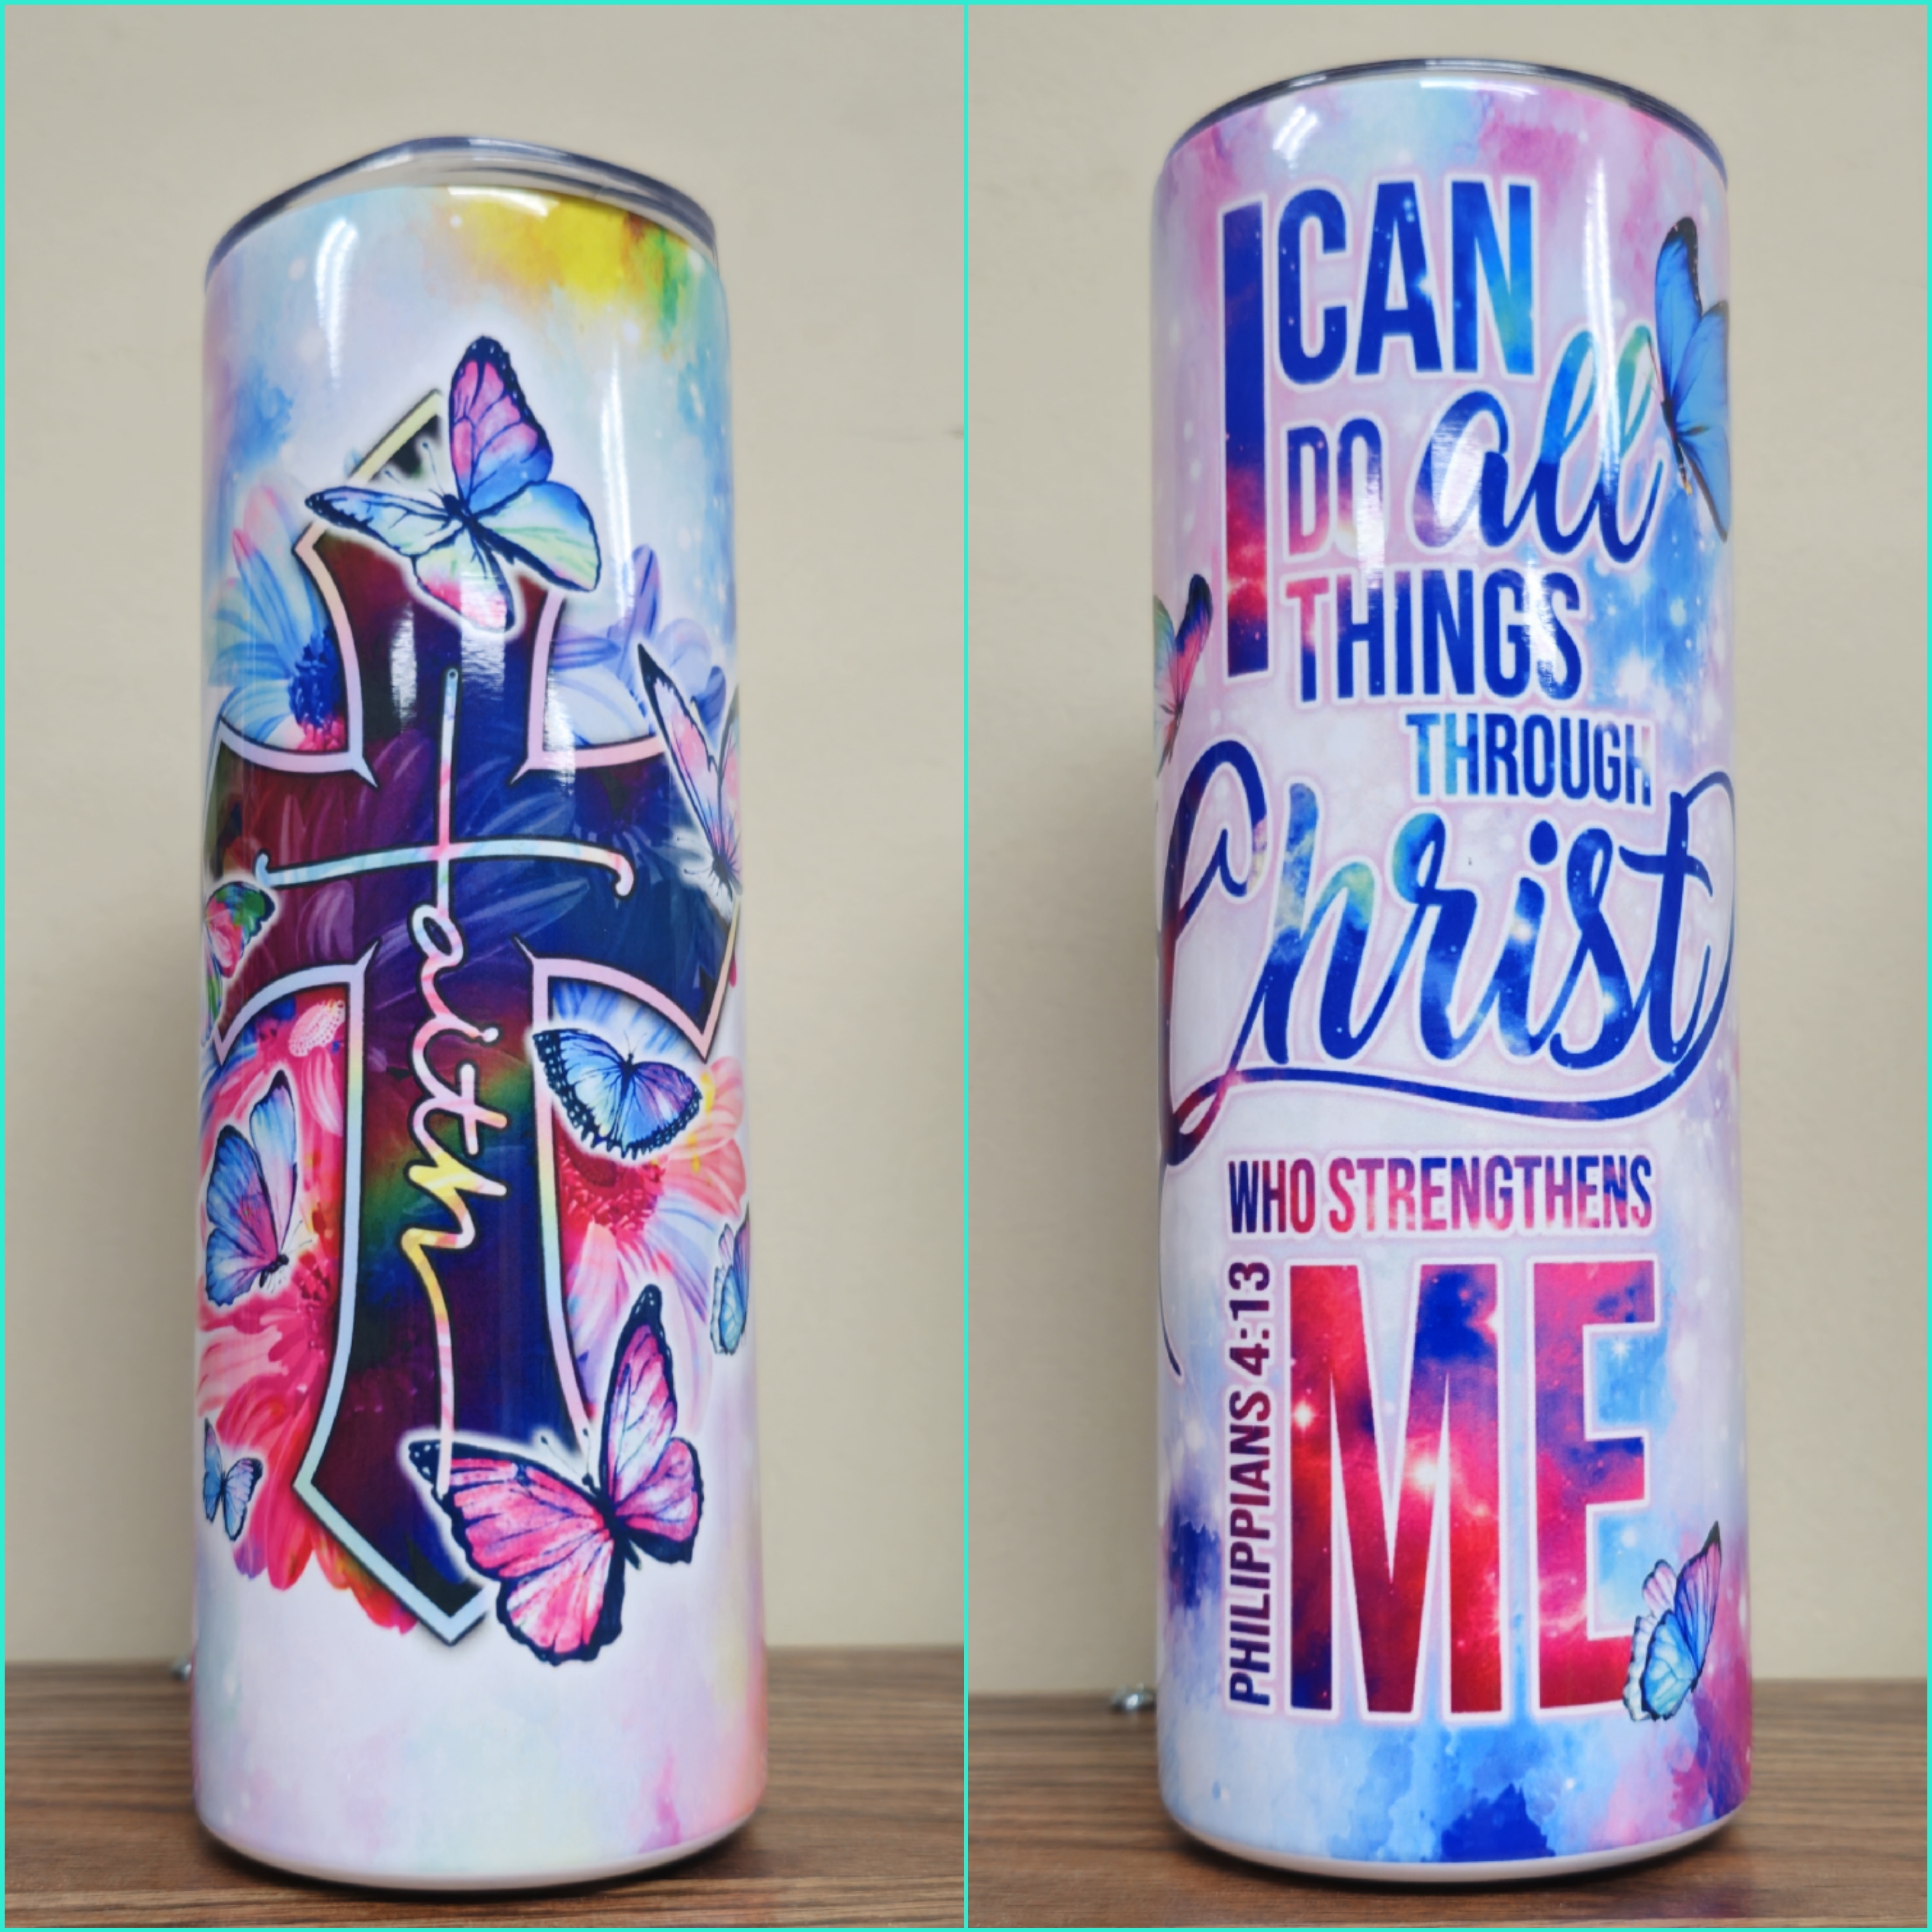 faith
I CAN
DO all
THINGS
THROUGH
Christ
WHO STRENGTHENS
ME
PHILIPPIANS 4:13